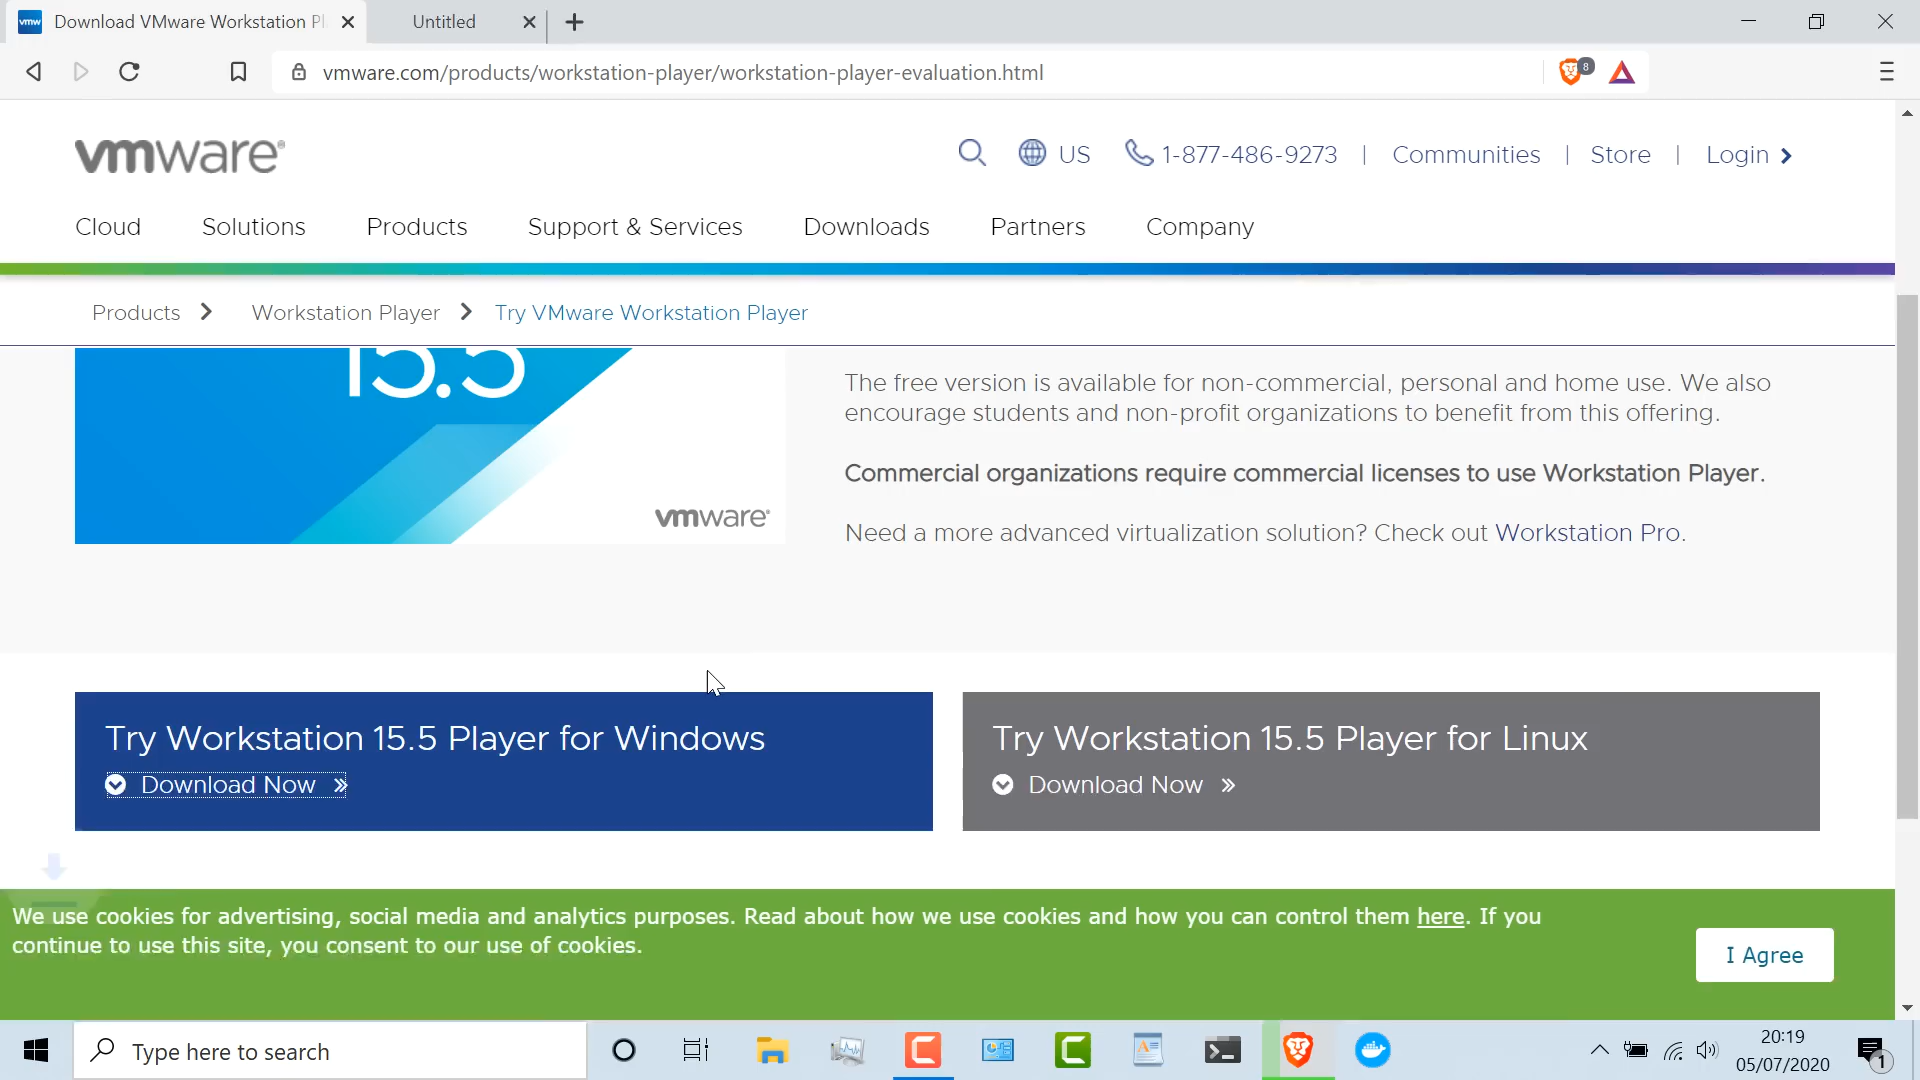 Download VMware Workstation Pl
Untitled
vmware.com/products/workstation-player/workstation-player-evaluation.html
8
vmware®
US
1-877-486-9273
|
Communities
|
Store
|
Login
Cloud
Solutions
Products
Support & Services
Downloads
Partners
Company
Products
Workstation Player
Try VMware Workstation Player
15.5
vmware®
The free version is available for non-commercial, personal and home use. We also
encourage students and non-profit organizations to benefit from this offering.
Commercial organizations require commercial licenses to use Workstation Player.
Need a more advanced virtualization solution? Check out Workstation Pro.
Try Workstation 15.5 Player for Windows
Download Now »
Try Workstation 15.5 Player for Linux
Download Now »
We use cookies for advertising, social media and analytics purposes. Read about how we use cookies and how you can control them here. If you
continue to use this site, you consent to our use of cookies.
I Agree
Type here to search
20:19
05/07/2020
1